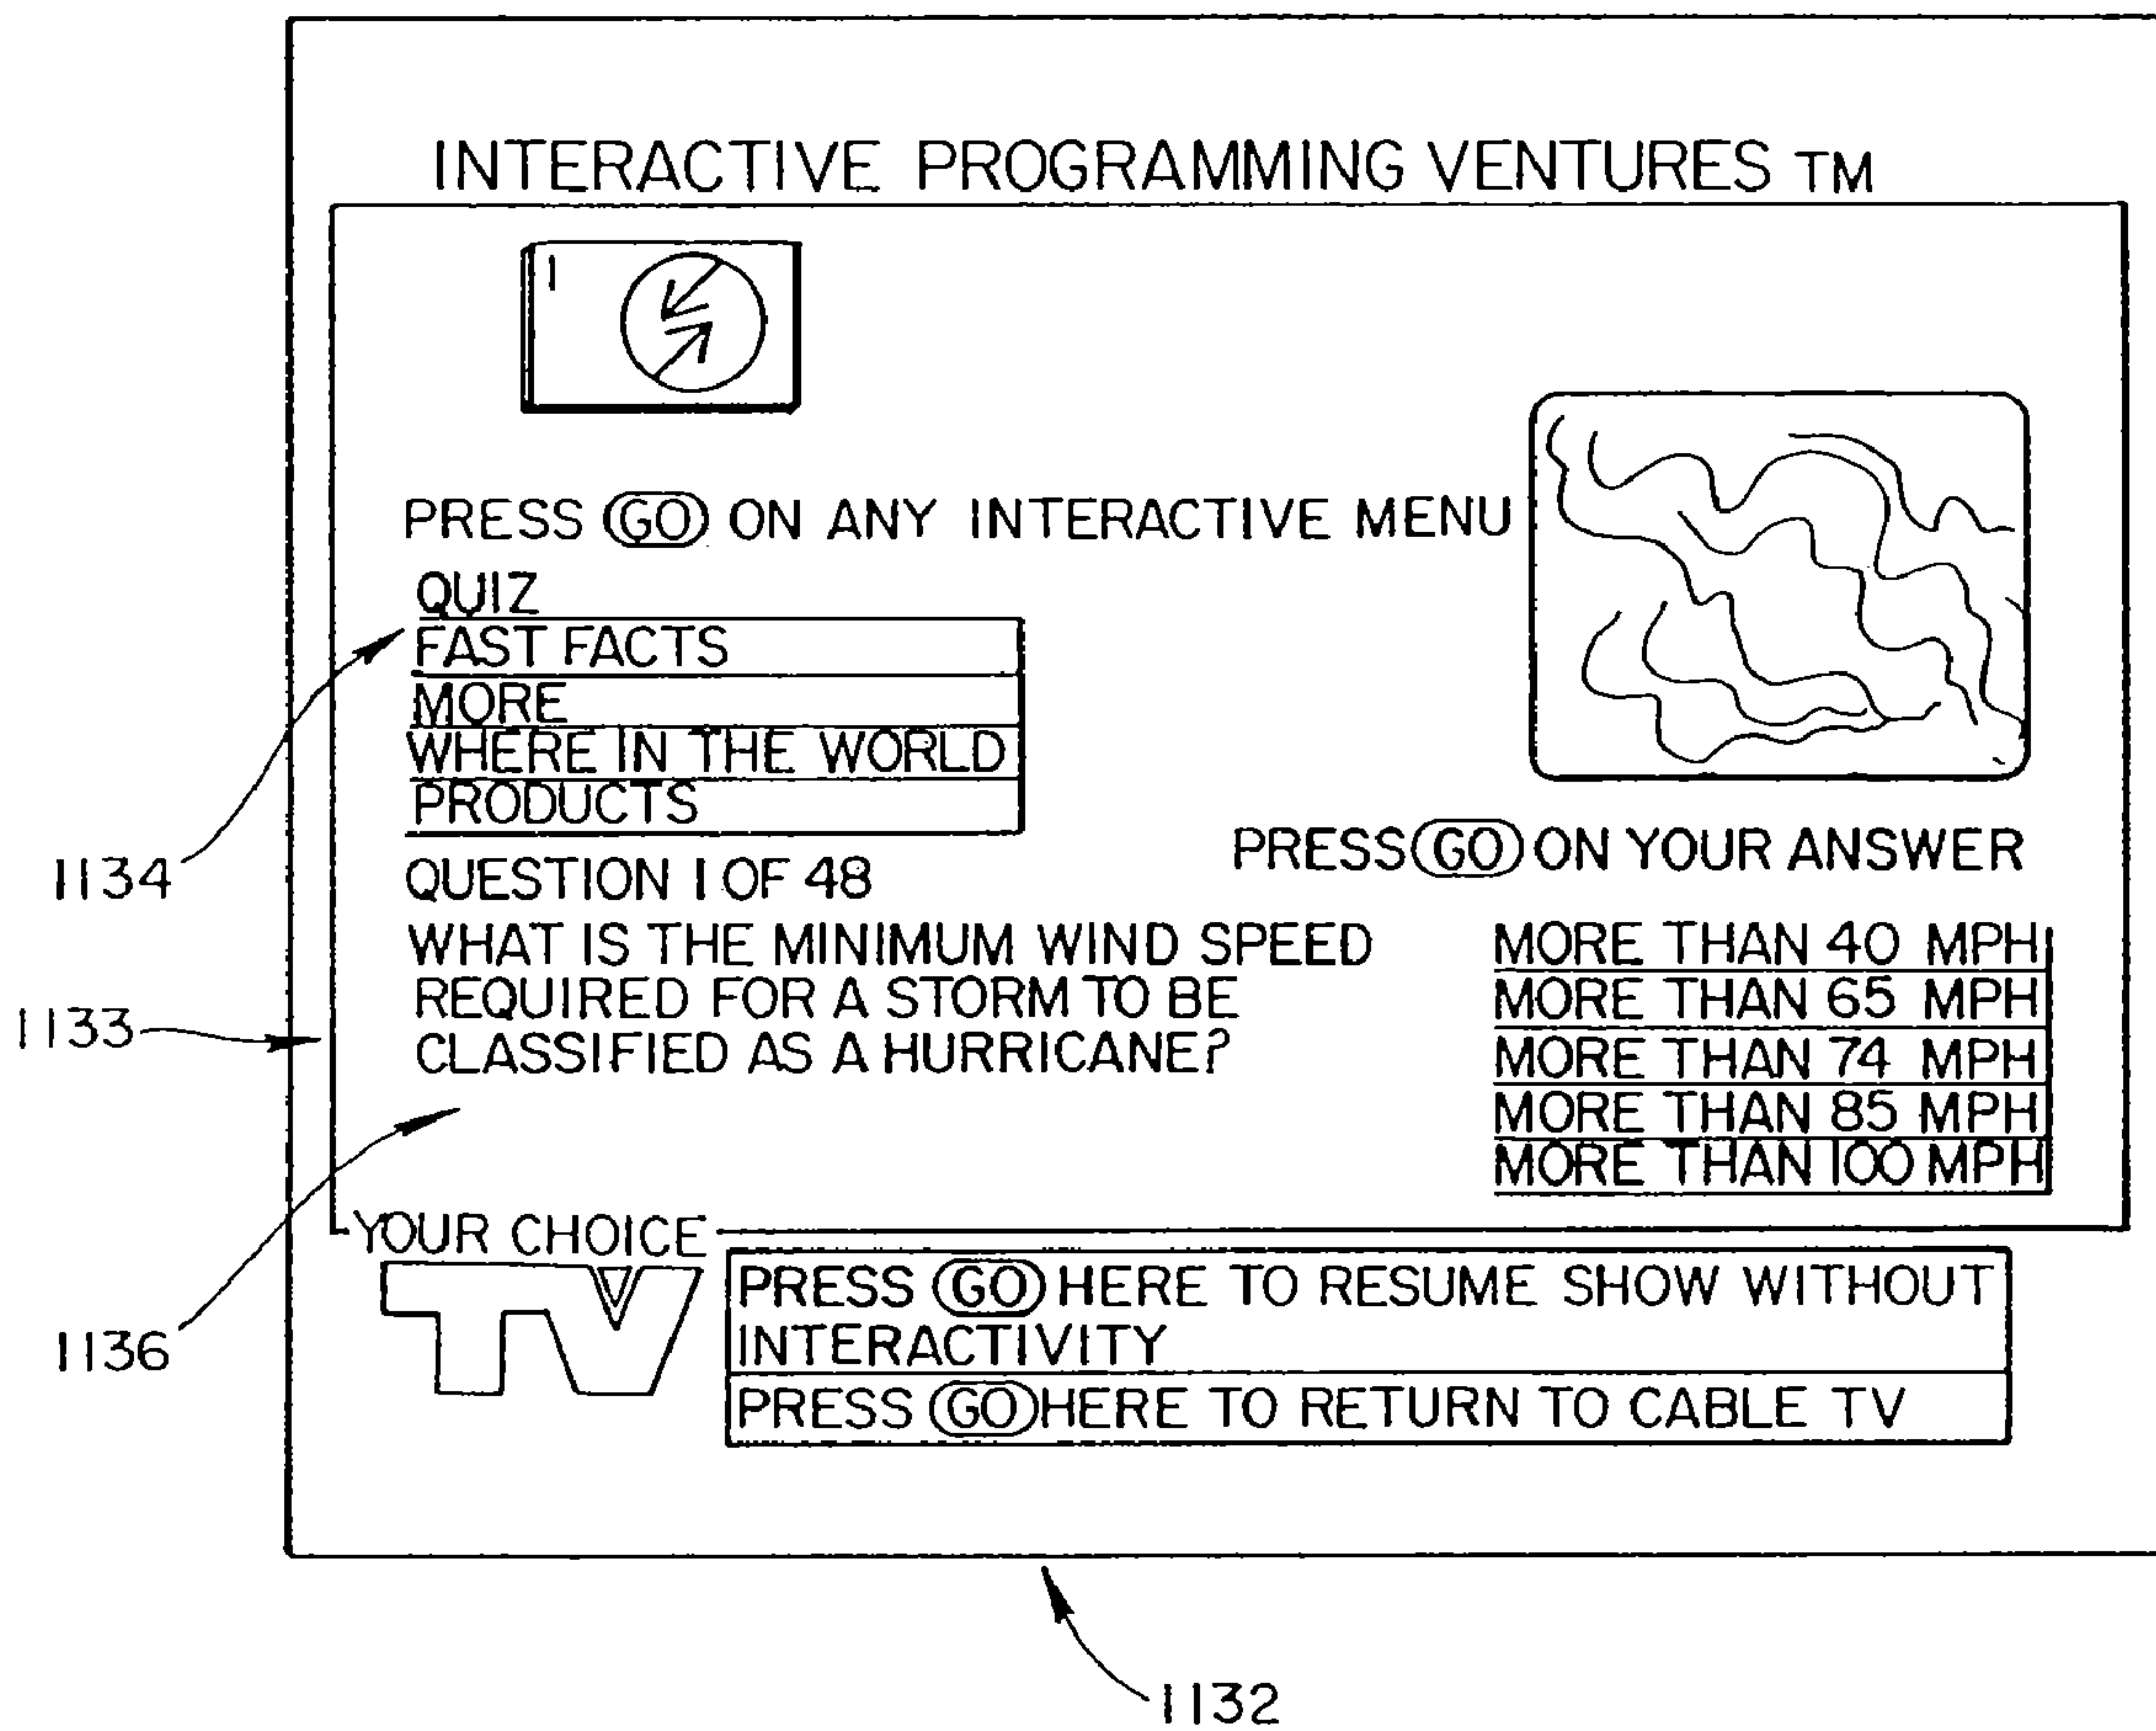 INTERACTIVE PROGRAMMING VENTURES TM
I
PRESS GO ON ANY INTERACTIVE MENU
QUIZ
FAST FACTS
MORE
WHERE IN THE WORLD
PRODUCTS
PRESS GO ON YOUR ANSWER
QUESTION 1 OF 48
WHAT IS THE MINIMUM WIND SPEED
REQUIRED FOR A STORM TO BE
CLASSIFIED AS A HURRICANE?
MORE THAN 40 MPH
MORE THAN 65 MPH
MORE THAN 74 MPH
MORE THAN 85 MPH
MORE THAN 100 MPH
YOUR CHOICE
TV
PRESS GO HERE TO RESUME SHOW WITHOUT
INTERACTIVITY
PRESS GO HERE TO RETURN TO CABLE TV
1134
1133
1136
1132